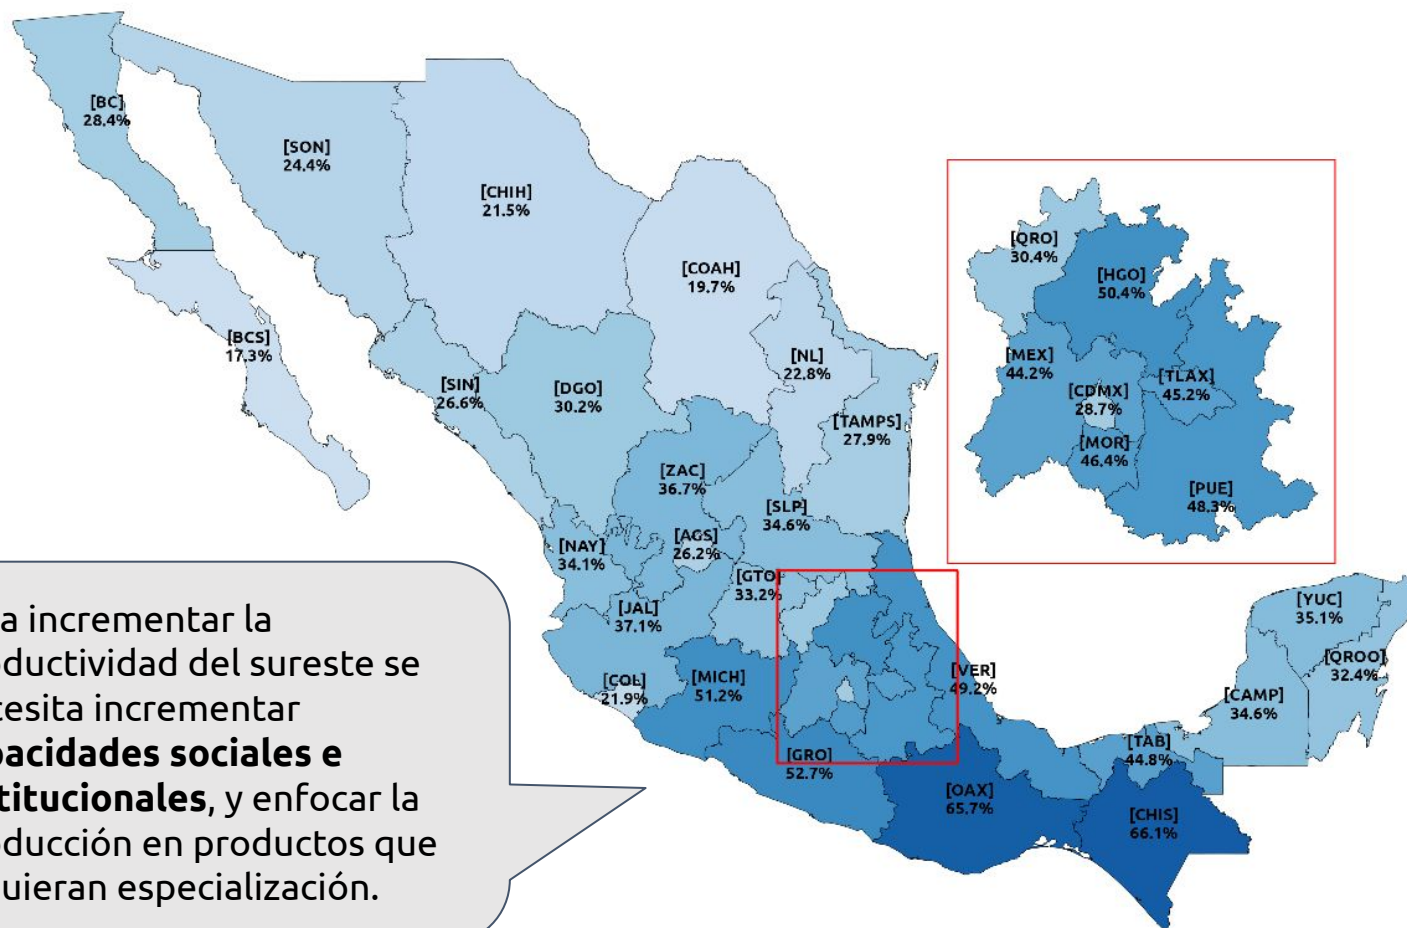 [BC]
28.4%
[SON]
24.4%
[CHIH]
21.5%
[COAH]
19.7%
[BCS]
17.3%
[NL]
22.8%
[SIN]
26.6%
[DGO]
30.2%
[TAMPS]
27.9%
[ZAC]
36.7%
[SLP]
34.6%
[AGS]
26.2%
[NAY]
34.1%
[GTO]
33.2%
[JAL]
37.1%
[COL]
21.9%
[MICH]
51.2%
[VER]
49.2%
[GRO]
52.7%
[OAX]
65.7%
[CHIS]
66.1%
[TAB]
44.8%
[CAMP]
34.6%
[YUC]
35.1%
[QROO]
32.4%
[QRO]
30.4%
[HGO]
50.4%
[MEX]
44.2%
[CDMX]
28.7%
[TLAX]
45.2%
[MOR]
46.4%
[PUE]
48.3%
a incrementar la
oductividad del sureste se
esita incrementar
pacidades sociales e
titucionales, y enfocar la
oducción en productos que
uieran especialización.